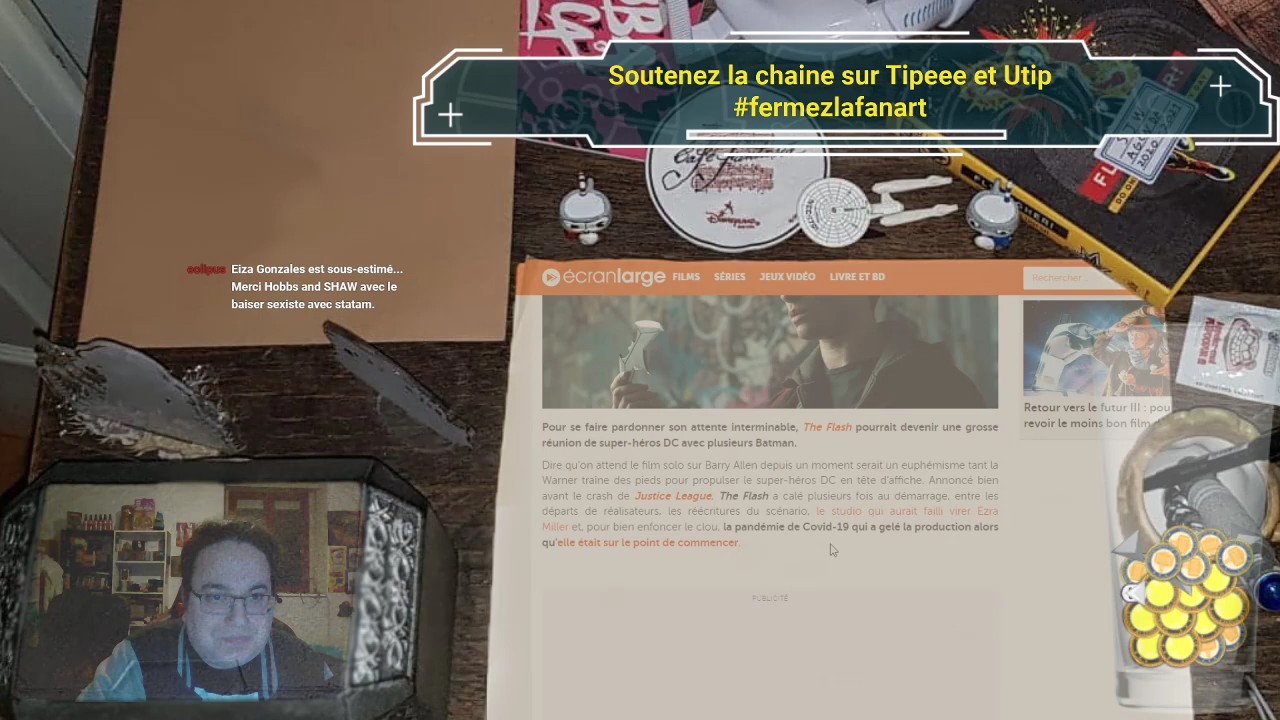 Soutenez la chaine sur Tipeee et Utip
#fermezlafanart
Disneyland
eolipus Eiza Gonzales est sous-estimé...
Merci Hobbs and SHAW avec le
baiser sexiste avec statam.
écranlarge FILMS SÉRIES JEUX VIDÉO LIVRE ET BD Rechercher...
Retour vers le futur III : pou
revoir le moins bon film
Pour se faire pardonner son attente interminable, The Flash pourrait devenir une grosse
réunion de super-héros DC avec plusieurs Batman.
Dire qu'on attend le film solo sur Barry Allen depuis un moment serait un euphémisme tant la
Warner traîne des pieds pour propulser le super-héros DC en tête d'affiche. Annoncé bien
avant le crash de Justice League, The Flash a calé plusieurs fois au démarrage, entre les
départs de réalisateurs, les réécritures du scénario, le studio qui aurait failli virer Ezra
Miller et, pour bien enfoncer le clou, la pandémie de Covid-19 qui a gelé la production alors
qu'elle était sur le point de commencer.
PUBLICITÉ